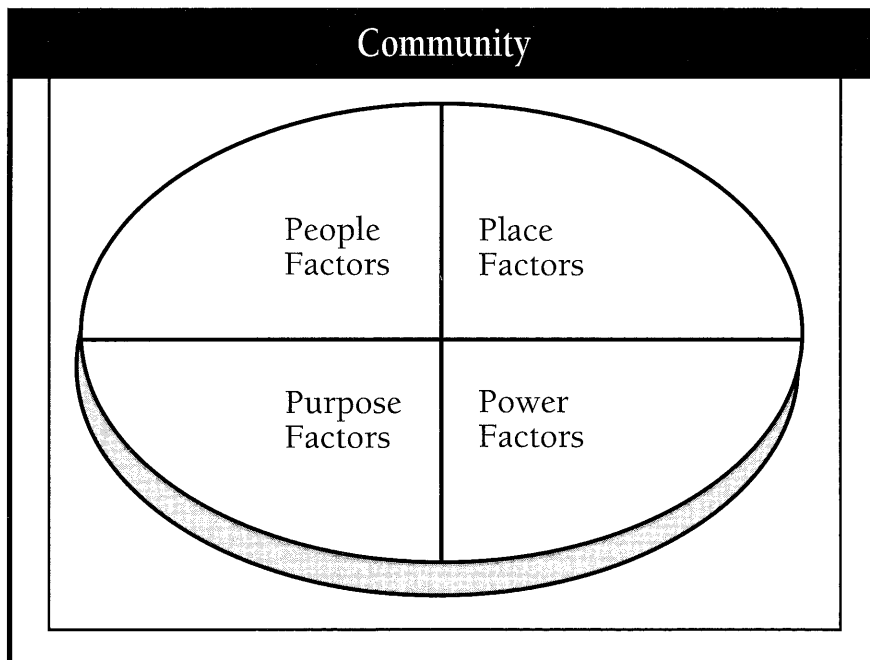 Community
People
Factors
Place
Factors
Purpose
Factors
Power
Factors